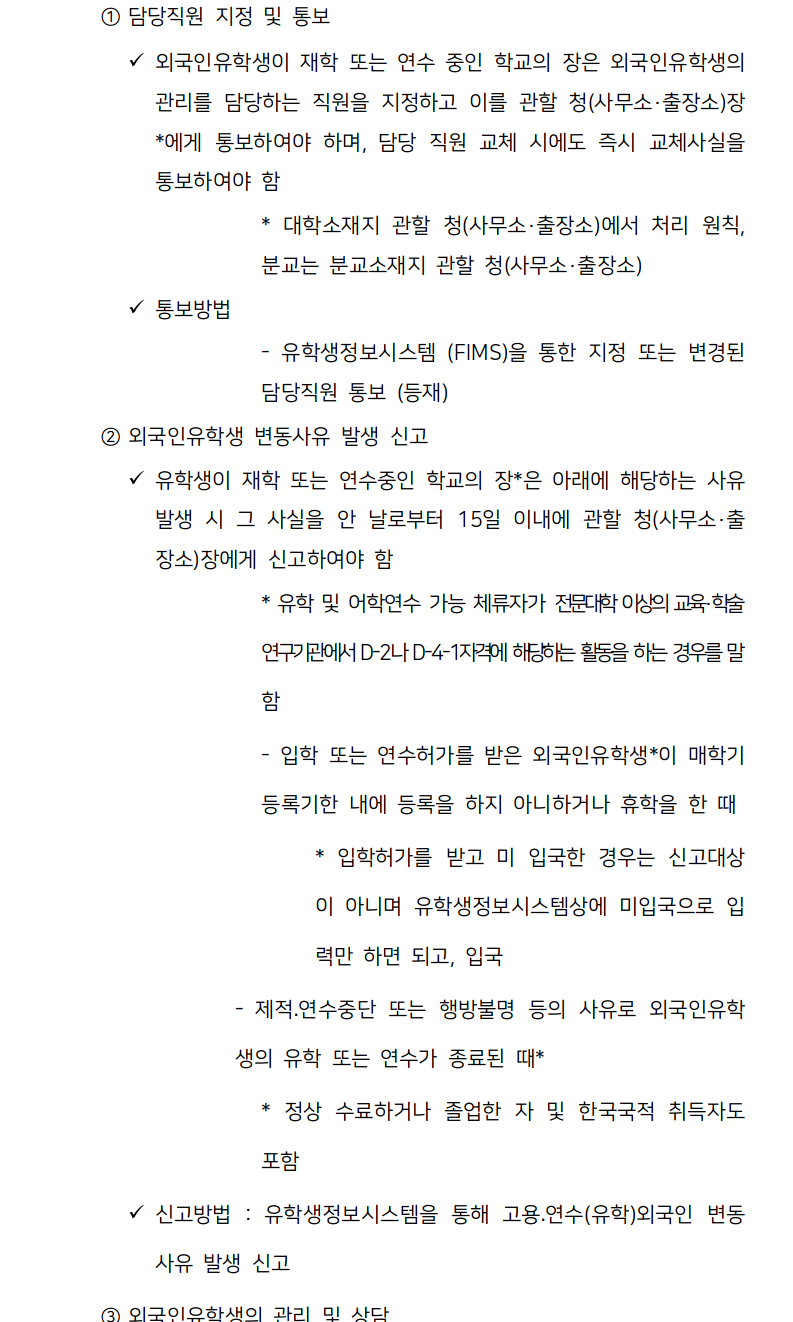 ① 담당직원 지정 및 통보
✓ 외국인유학생이 재학 또는 연수 중인 학교의 장은 외국인유학생의
관리를 담당하는 직원을 지정하고 이를 관할 청(사무소·출장소)장
*에게 통보하여야 하며, 담당 직원 교체 시에도 즉시 교체사실을
통보하여야 함
* 대학소재지 관할 청(사무소·출장소)에서 처리 원칙,
분교는 분교소재지 관할 청(사무소·출장소)
✓ 통보방법
- 유학생정보시스템 (FIMS)을 통한 지정 또는 변경된
담당직원 통보 (등재)
② 외국인유학생 변동사유 발생 신고
✓ 유학생이 재학 또는 연수중인 학교의 장*은 아래에 해당하는 사유
발생 시 그 사실을 안 날로부터 15일 이내에 관할 청(사무소·출
장소)장에게 신고하여야 함
* 유학 및 어학연수 가능 체류자가 전문대학 이상의 교육·학술
연구기관에서 D-2나 D-4-1자격에 해당하는 활동을 하는 경우를 말
함
- 입학 또는 연수허가를 받은 외국인유학생*이 매학기
등록기한 내에 등록을 하지 아니하거나 휴학을 한 때
* 입학허가를 받고 미 입국한 경우는 신고대상
이 아니며 유학생정보시스템상에 미입국으로 입
력만 하면 되고, 입국
- 제적.연수중단 또는 행방불명 등의 사유로 외국인유학
생의 유학 또는 연수가 종료된 때*
* 정상 수료하거나 졸업한 자 및 한국국적 취득자도
포함
✓ 신고방법 : 유학생정보시스템을 통해 고용.연수(유학)외국인 변동
사유 발생 신고
③ 외국인유학생의 관리 및 상담